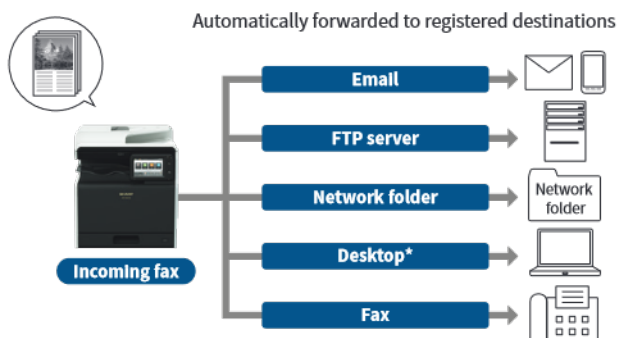 Automatically forwarded to registered destinations
Email
FTP server
Network folder
Network
folder
Desktop*
Incoming fax
Fax